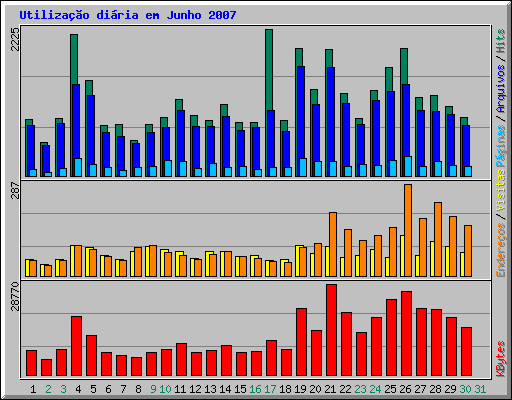 Utilização diária em Junho 2007
2225
287
28770
KBytes
Endereços / Visitas
Páginas / Arquivos / Hits
1 2 3 4 5 6 7 8 9 10 11 12 13 14 15 16 17 18 19 20 21 22 23 24 25 26 27 28 29 30 31